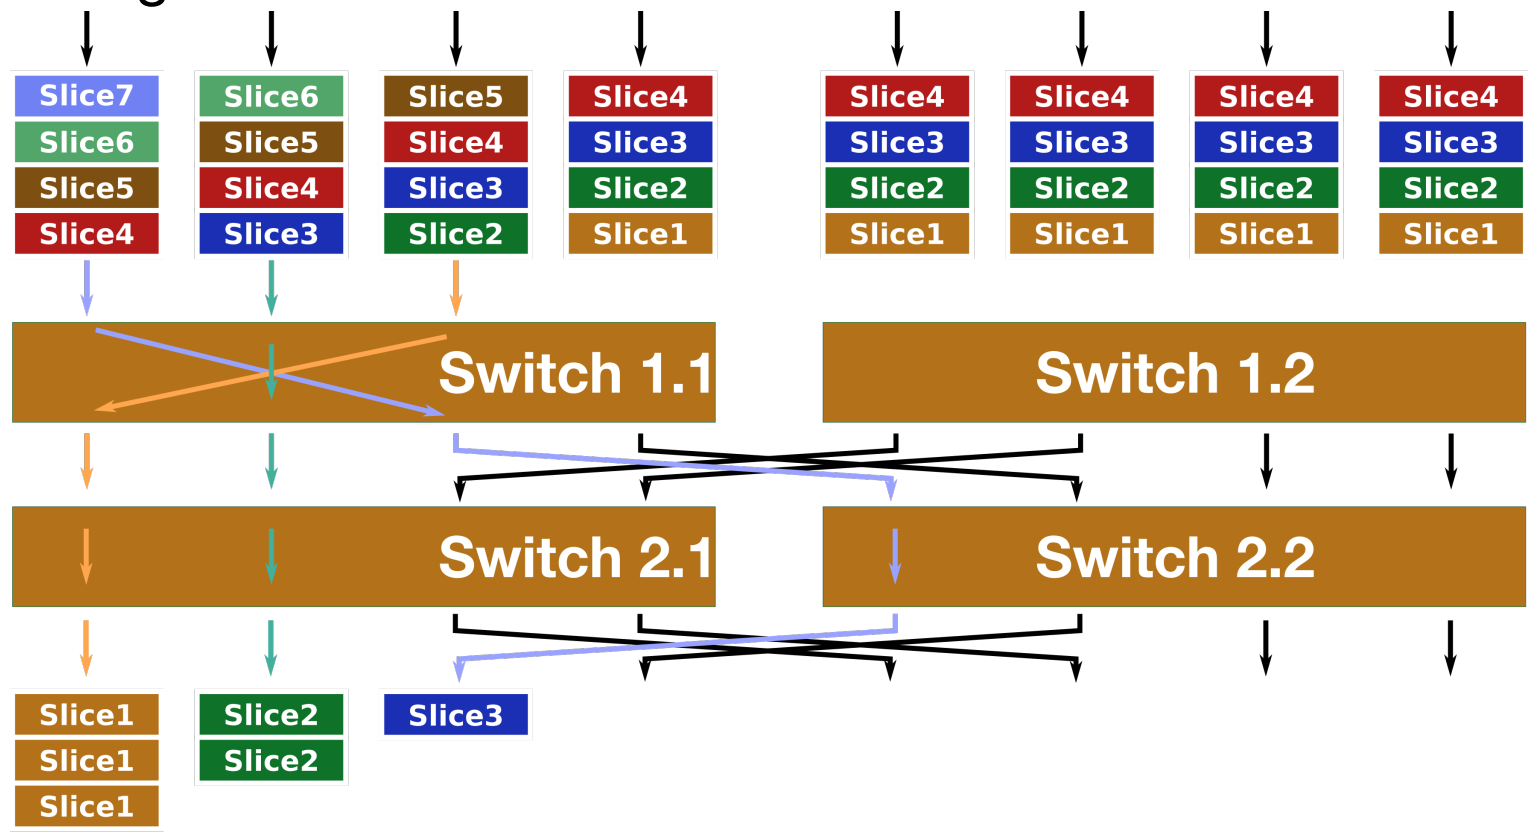 Slice7 Slice6 Slice5 Slice4 Slice4 Slice4 Slice4 Slice4
Slice6 Slice5 Slice4 Slice3 Slice3 Slice3 Slice3 Slice3
Slice5 Slice4 Slice3 Slice2 Slice2 Slice2 Slice2 Slice2
Slice4 Slice3 Slice2 Slice1 Slice1 Slice1 Slice1 Slice1
Switch 1.1 Switch 1.2
Switch 2.1 Switch 2.2
Slice1 Slice2 Slice3
Slice1 Slice2
Slice1